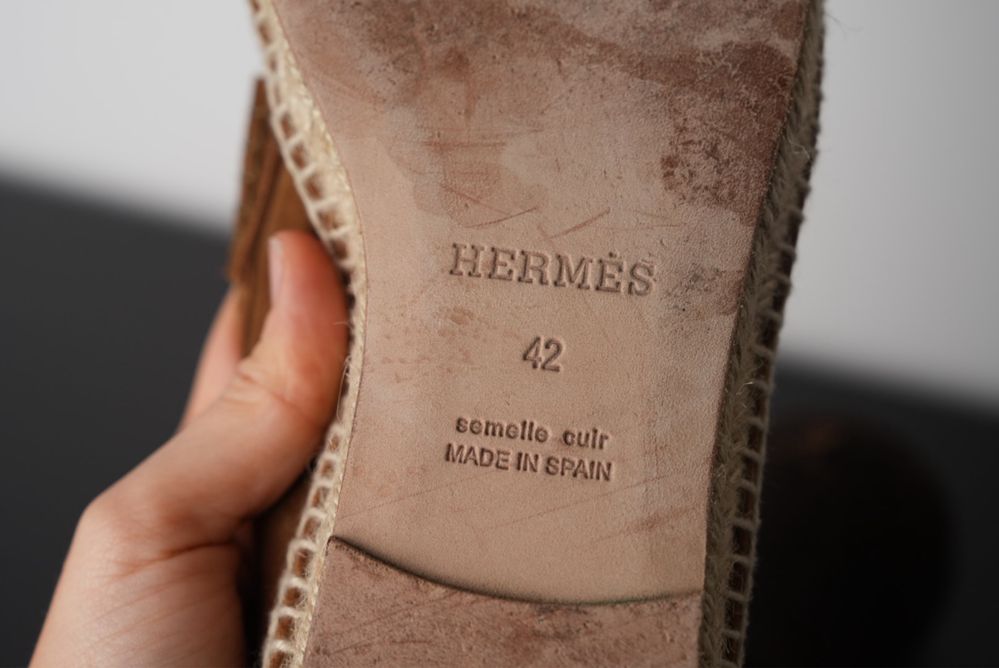 HERMÈS
42
semelle cuir
MADE IN SPAIN